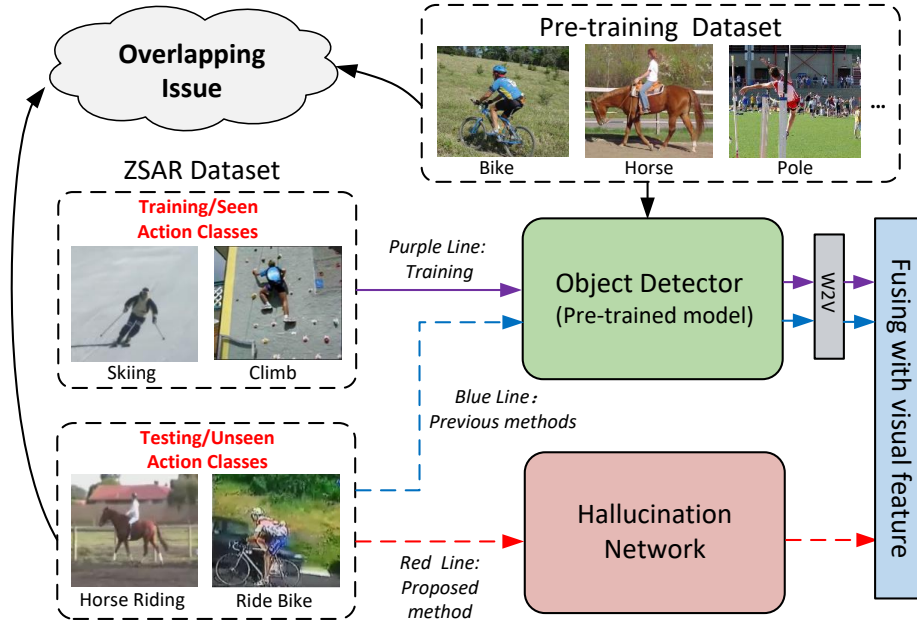 Overlapping
Issue
Pre-training Dataset
Bike
Horse
Pole
...
ZSAR Dataset
Training/Seen
Action Classes
Skiing
Climb
Purple Line:
Training
Object Detector
(Pre-trained model)
W2V
Fusing with visual feature
Blue Line:
Previous methods
Testing/Unseen
Action Classes
Horse Riding
Ride Bike
Red Line:
Proposed
method
Hallucination
Network